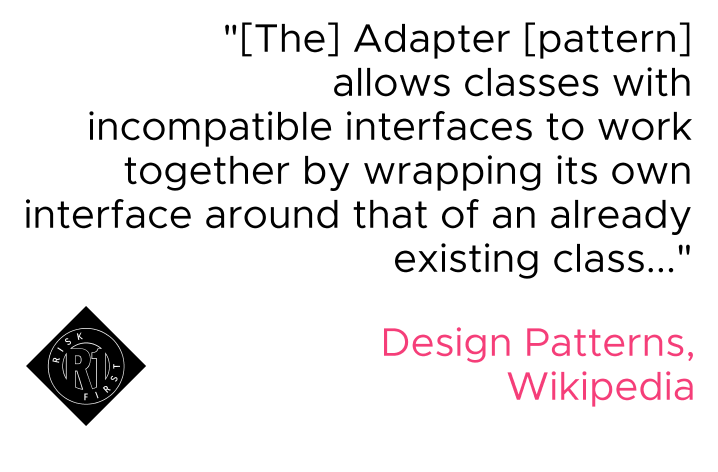 "[The] Adapter [pattern]
allows classes with
incompatible interfaces to work
together by wrapping its own
interface around that of an already
existing class..."
Design Patterns,
Wikipedia
RISK
R1
FIRST